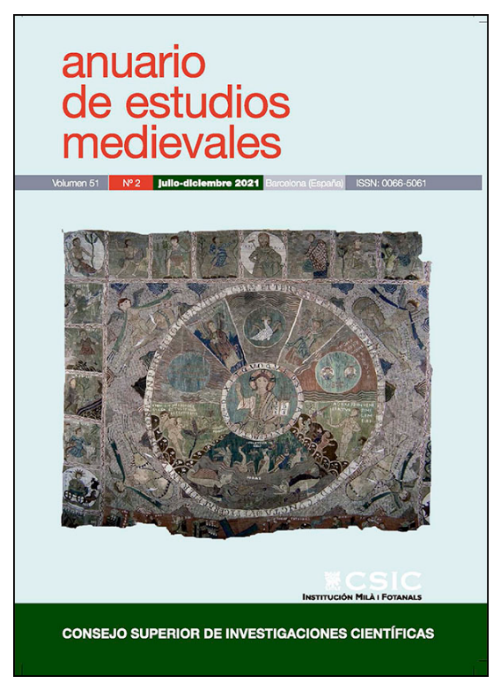 anuario
de estudios
medievales
Volumen 51 Nº 2 julio-diciembre 2021 Barcelona (España) ISSN: 0066-5061
CSIC
INSTITUCIÓN MILÀ I FOTANALS
CONSEJO SUPERIOR DE INVESTIGACIONES CIENTÍFICAS